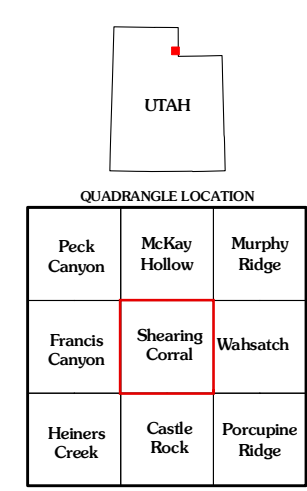 UTAH
QUADRANGLE LOCATION
Peck
Canyon
McKay
Hollow
Murphy
Ridge
Francis
Canyon
Shearing
Corral
Wahsatch
Heiners
Creek
Castle
Rock
Porcupine
Ridge